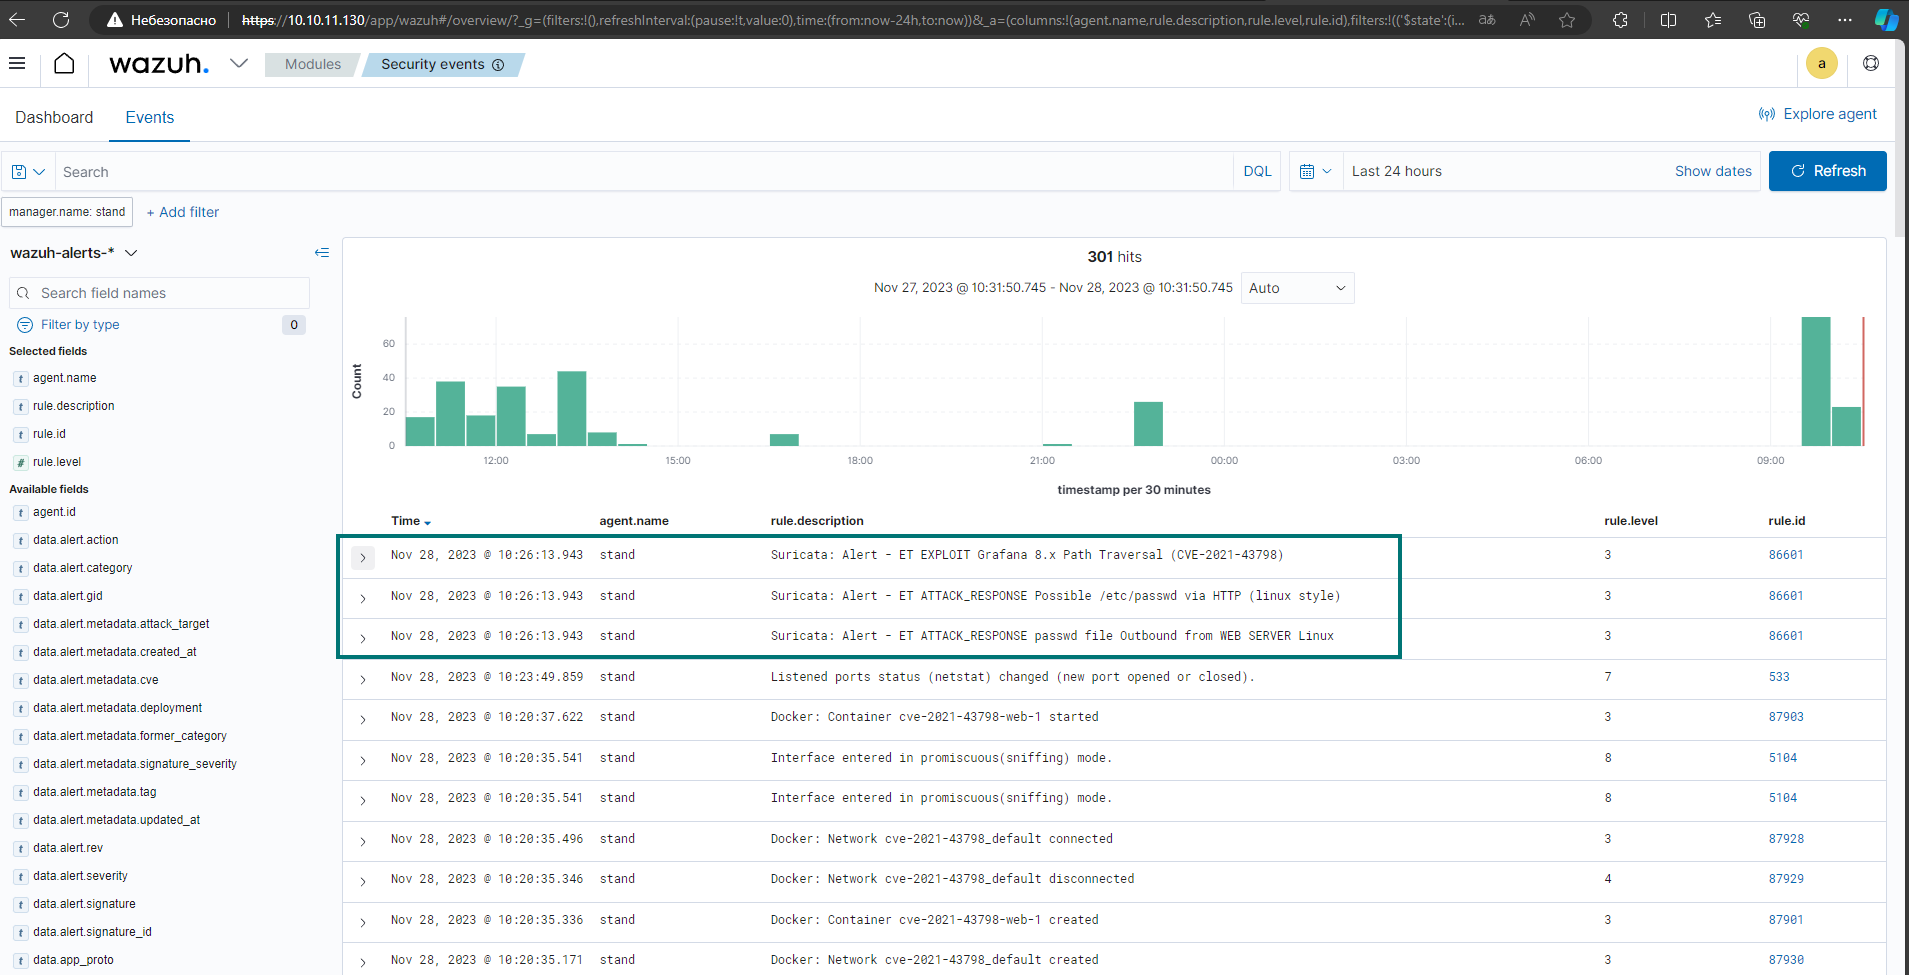 Небезопасно https://10.10.11.130/app/wazuh#/overview/?_g=(filters:!(),refreshInterval:(pause:!t,value:0),time:(from:now-24h,to:now))&_a=(columns:!(agent.name,rule.description,rule.level,rule.id),filters:!(('$state':(i...
wazuh. Modules Security events a
Dashboard Events Explore agent
Search DQL Last 24 hours Show dates Refresh
manager.name: stand + Add filter
wazuh-alerts-*
Search field names
Filter by type 0
Selected fields
t agent.name
t rule.description
t rule.id
# rule.level
Available fields
t agent.id
t data.alert.action
t data.alert.category
t data.alert.gid
t data.alert.metadata.attack_target
t data.alert.metadata.created_at
t data.alert.metadata.cve
t data.alert.metadata.deployment
t data.alert.metadata.former_category
t data.alert.metadata.signature_severity
t data.alert.metadata.tag
t data.alert.metadata.updated_at
t data.alert.rev
t data.alert.severity
t data.alert.signature
t data.alert.signature_id
t data.app_proto
301 hits
Nov 27, 2023 @ 10:31:50.745 - Nov 28, 2023 @ 10:31:50.745 Auto
Count
60
40
20
0
12:00 15:00 18:00 21:00 00:00 03:00 06:00 09:00
timestamp per 30 minutes
Time agent.name rule.description rule.level rule.id
Nov 28, 2023 @ 10:26:13.943 stand Suricata: Alert - ET EXPLOIT Grafana 8.x Path Traversal (CVE-2021-43798) 3 86601
Nov 28, 2023 @ 10:26:13.943 stand Suricata: Alert - ET ATTACK_RESPONSE Possible /etc/passwd via HTTP (linux style) 3 86601
Nov 28, 2023 @ 10:26:13.943 stand Suricata: Alert - ET ATTACK_RESPONSE passwd file Outbound from WEB SERVER Linux 3 86601
Nov 28, 2023 @ 10:23:49.859 stand Listened ports status (netstat) changed (new port opened or closed). 7 533
Nov 28, 2023 @ 10:20:37.622 stand Docker: Container cve-2021-43798-web-1 started 3 87903
Nov 28, 2023 @ 10:20:35.541 stand Interface entered in promiscuous(sniffing) mode. 8 5104
Nov 28, 2023 @ 10:20:35.541 stand Interface entered in promiscuous(sniffing) mode. 8 5104
Nov 28, 2023 @ 10:20:35.496 stand Docker: Network cve-2021-43798_default connected 3 87928
Nov 28, 2023 @ 10:20:35.346 stand Docker: Network cve-2021-43798_default disconnected 4 87929
Nov 28, 2023 @ 10:20:35.336 stand Docker: Container cve-2021-43798-web-1 created 3 87901
Nov 28, 2023 @ 10:20:35.171 stand Docker: Network cve-2021-43798_default created 3 87930